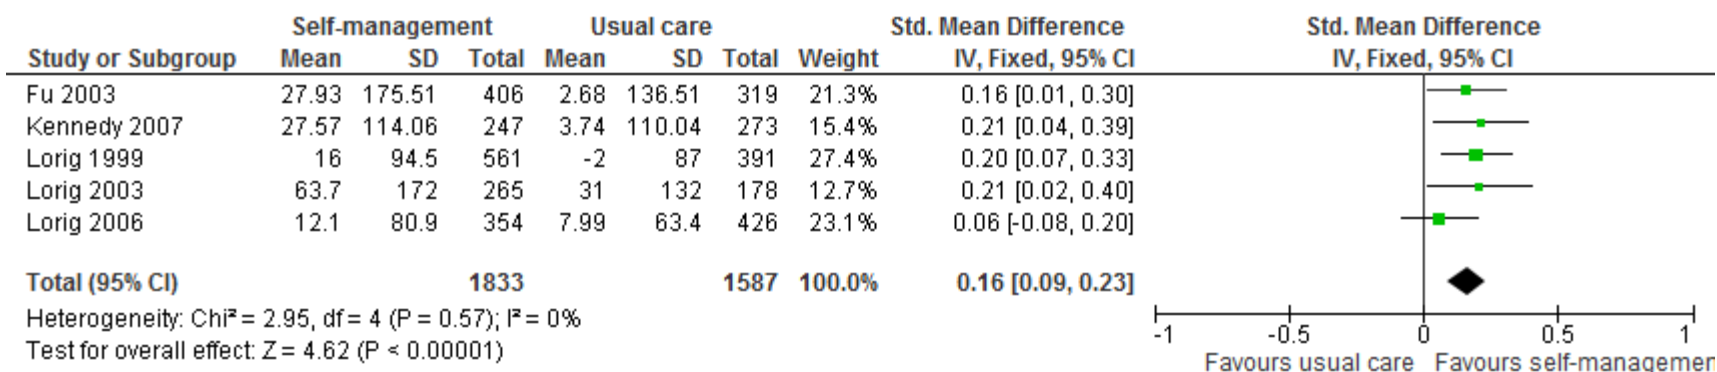 Self-management Usual care Std. Mean Difference Std. Mean Difference
Study or Subgroup Mean SD Total Mean SD Total Weight IV, Fixed, 95% CI IV, Fixed, 95% CI
Fu 2003 27.93 175.51 406 2.68 136.51 319 21.3% 0.16 [0.01, 0.30]
Kennedy 2007 27.57 114.06 247 3.74 110.04 273 15.4% 0.21 [0.04, 0.39]
Lorig 1999 16 94.5 561 -2 87 391 27.4% 0.20 [0.07, 0.33]
Lorig 2003 63.7 172 265 31 132 178 12.7% 0.21 [0.02, 0.40]
Lorig 2006 12.1 80.9 354 7.99 63.4 426 23.1% 0.06 [-0.08, 0.20]
Total (95% CI) 1833 1587 100.0% 0.16 [0.09, 0.23]
Heterogeneity: Chi² = 2.95, df = 4 (P = 0.57); I² = 0%
Test for overall effect: Z = 4.62 (P < 0.00001)
-1 -0.5 0 0.5 1
Favours usual care Favours self-managemen